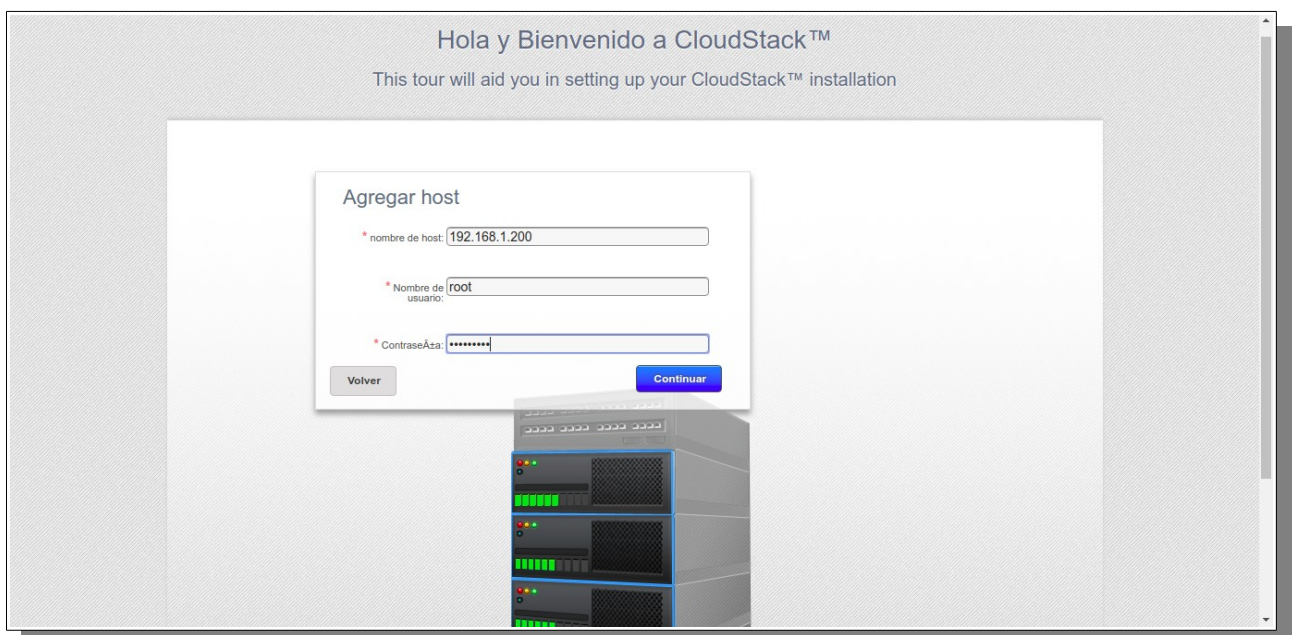 Hola y Bienvenido a CloudStack™
This tour will aid you in setting up your CloudStack™ installation
Agregar host
* nombre de host: 192.168.1.200
* Nombre de root
usuario:
* ContraseÃ±a: •••••••••
Volver Continuar